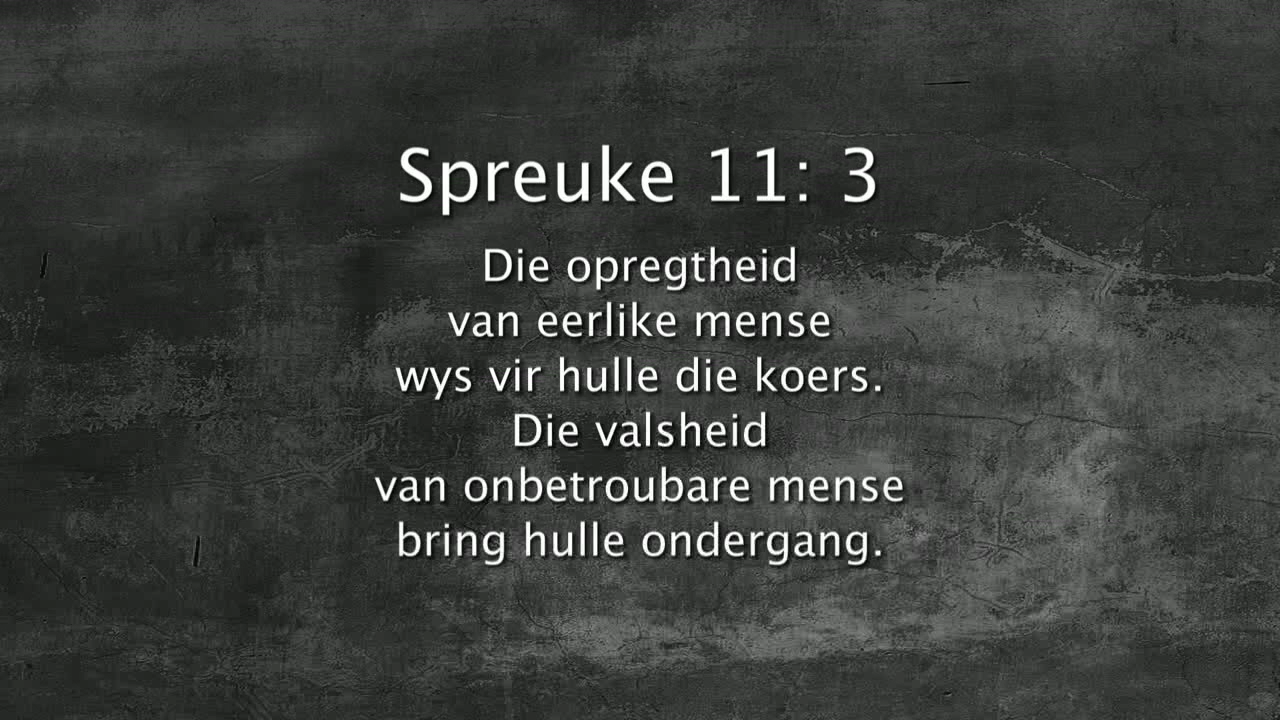 Spreuke 11: 3
Die opregtheid
van eerlike mense
wys vir hulle die koers.
Die valsheid
van onbetroubare mense
bring hulle ondergang.